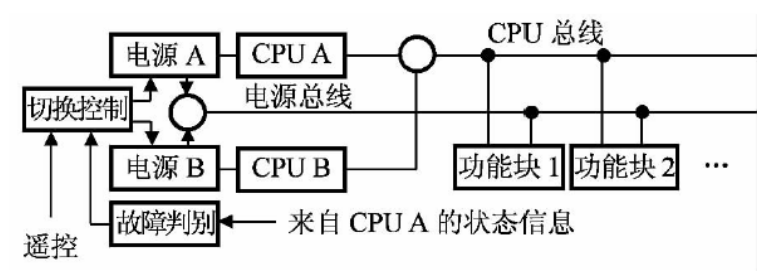 电源 A
CPU A
CPU 总线
切换控制
电源总线
电源 B
CPU B
功能块 1
功能块 2
···
故障判别
来自 CPU A 的状态信息
遥控